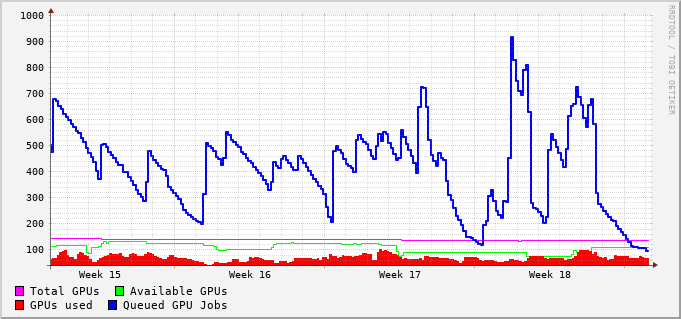 1000
900
800
700
600
500
400
300
200
100
Week 15 Week 16 Week 17 Week 18
Total GPUs Available GPUs
GPUs used Queued GPU Jobs
RRDTOOL / TOBI OETIKER